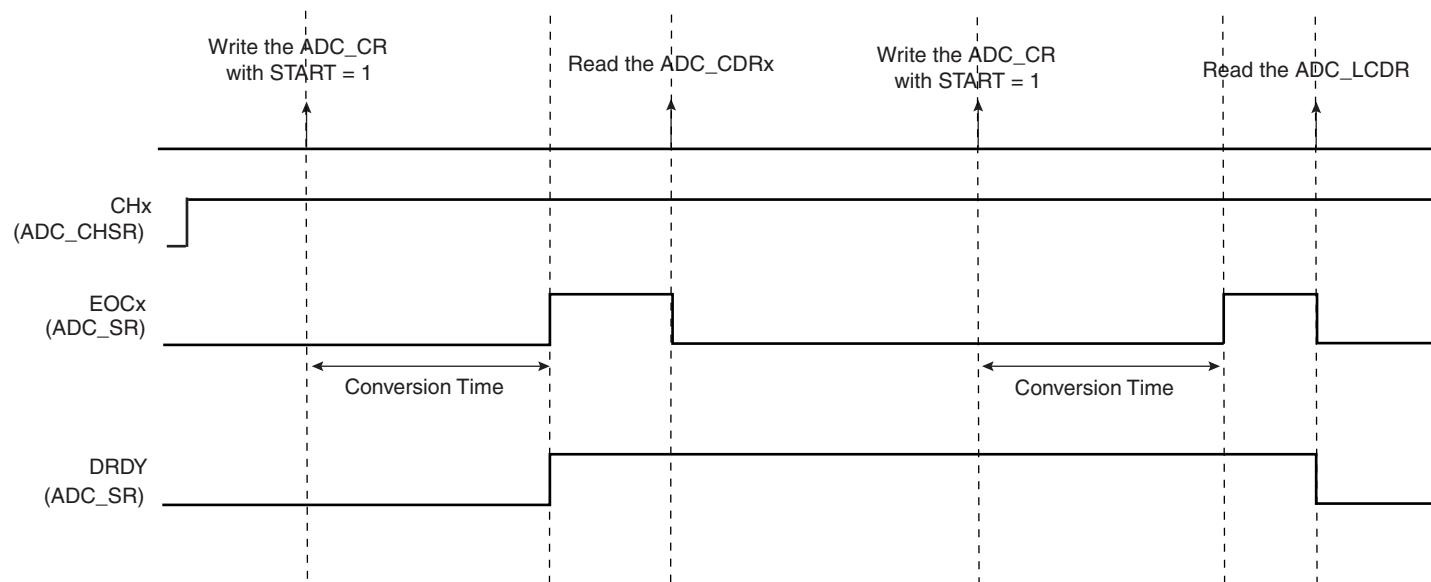 Write the ADC_CR
with START = 1
Read the ADC_CDRx
Write the ADC_CR
with START = 1
Read the ADC_LCDR
CHx
(ADC_CHSR)
EOCx
(ADC_SR)
Conversion Time
Conversion Time
DRDY
(ADC_SR)